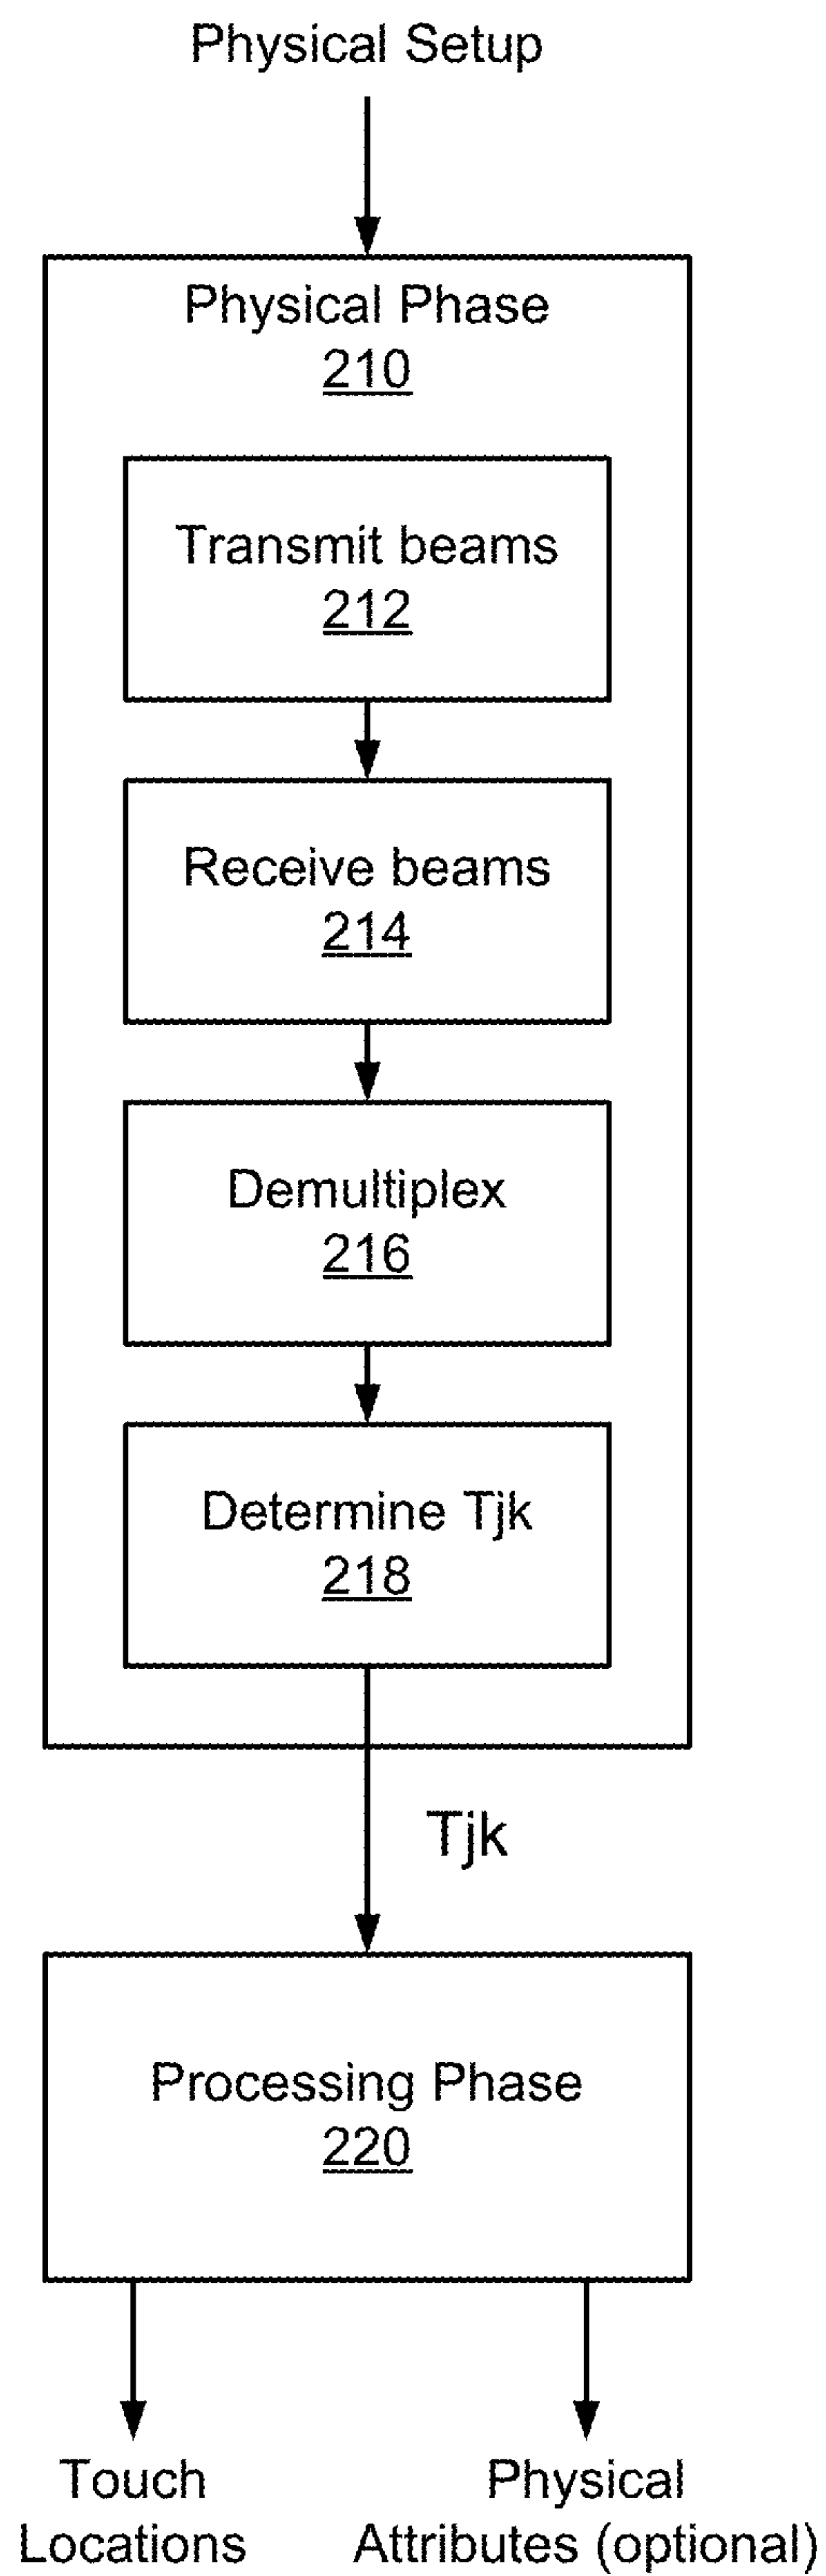 Physical Setup
Physical Phase
210
Transmit beams
212
Receive beams
214
Demultiplex
216
Determine Tjk
218
Tjk
Processing Phase
220
Touch
Locations
Physical
Attributes (optional)